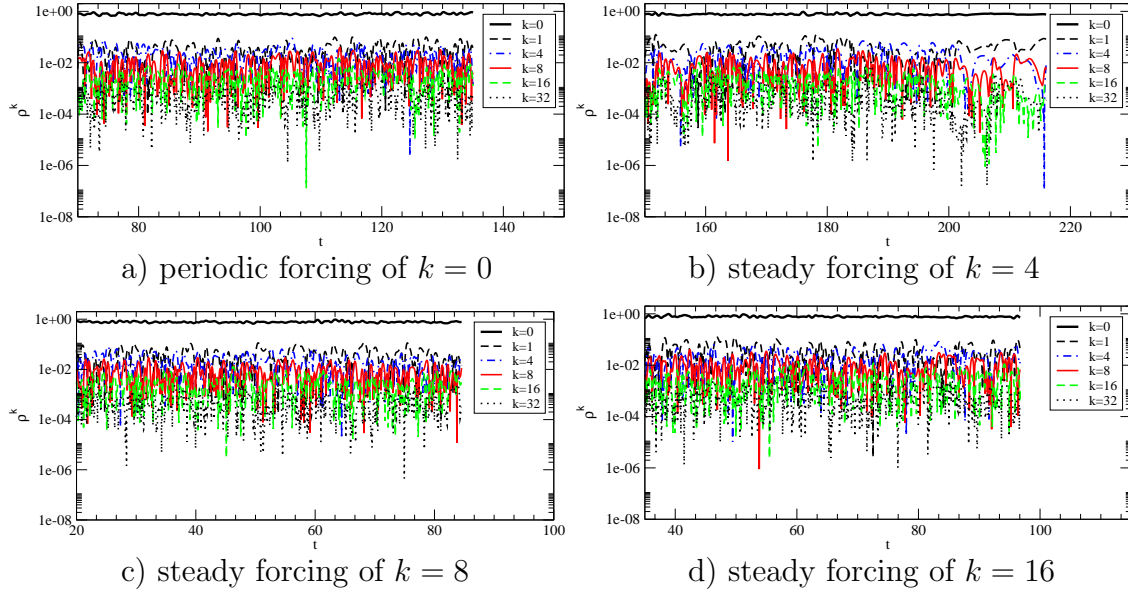 1e+00
1e-02
1e-04
1e-06
1e-08
ρ^k
80 100 120 140
t
k=0
k=1
k=4
k=8
k=16
k=32
a) periodic forcing of k = 0
1e+00
1e-02
1e-04
1e-06
1e-08
ρ^k
160 180 200 220
t
k=0
k=1
k=4
k=8
k=16
k=32
b) steady forcing of k = 4
1e+00
1e-02
1e-04
1e-06
1e-08
ρ^k
20 40 60 80 100
t
k=0
k=1
k=4
k=8
k=16
k=32
c) steady forcing of k = 8
1e+00
1e-02
1e-04
1e-06
1e-08
ρ^k
40 60 80 100
t
k=0
k=1
k=4
k=8
k=16
k=32
d) steady forcing of k = 16